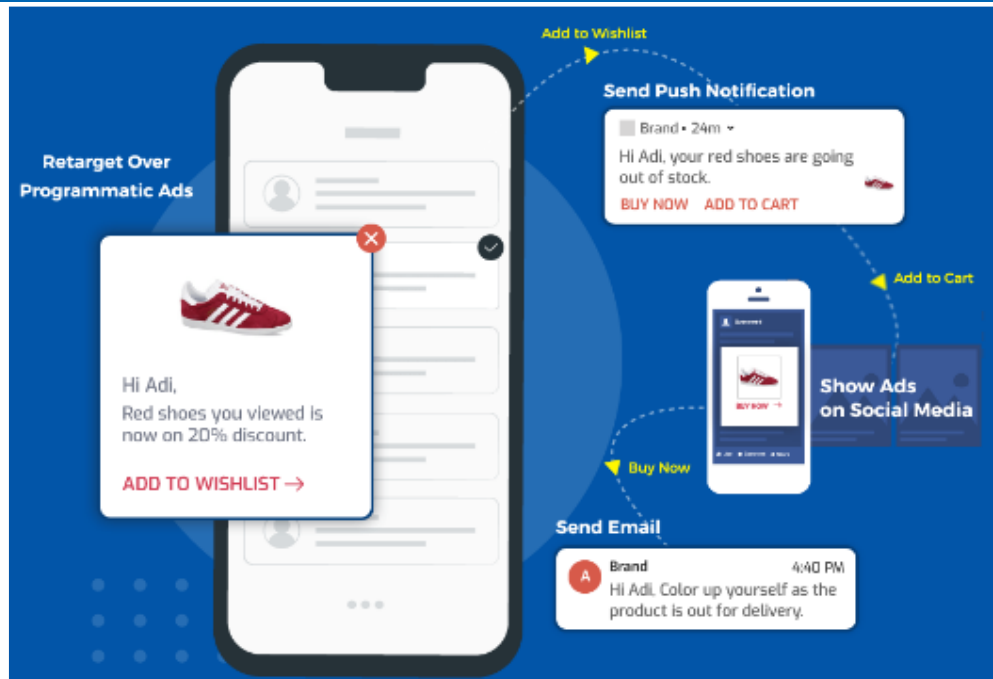 Add to Wishlist
Send Push Notification
Brand • 24m
Hi Adi, your red shoes are going
out of stock.
BUY NOW ADD TO CART
Retarget Over
Programmatic Ads
Hi Adi,
Red shoes you viewed is
now on 20% discount.
ADD TO WISHLIST →
Add to Cart
BUY NOW →
Show Ads
on Social Media
Buy Now
Send Email
A
Brand 4:40 PM
Hi Adi, Color up yourself as the
product is out for delivery.